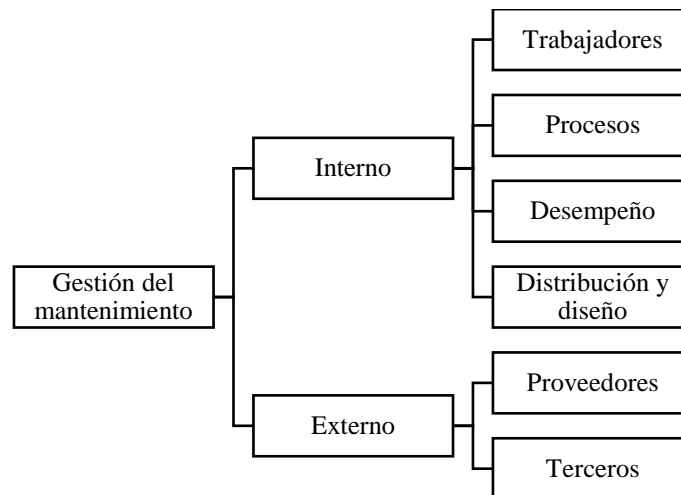 Trabajadores
Procesos
Interno
Desempeño
Gestión del
mantenimiento
Distribución y
diseño
Proveedores
Externo
Terceros